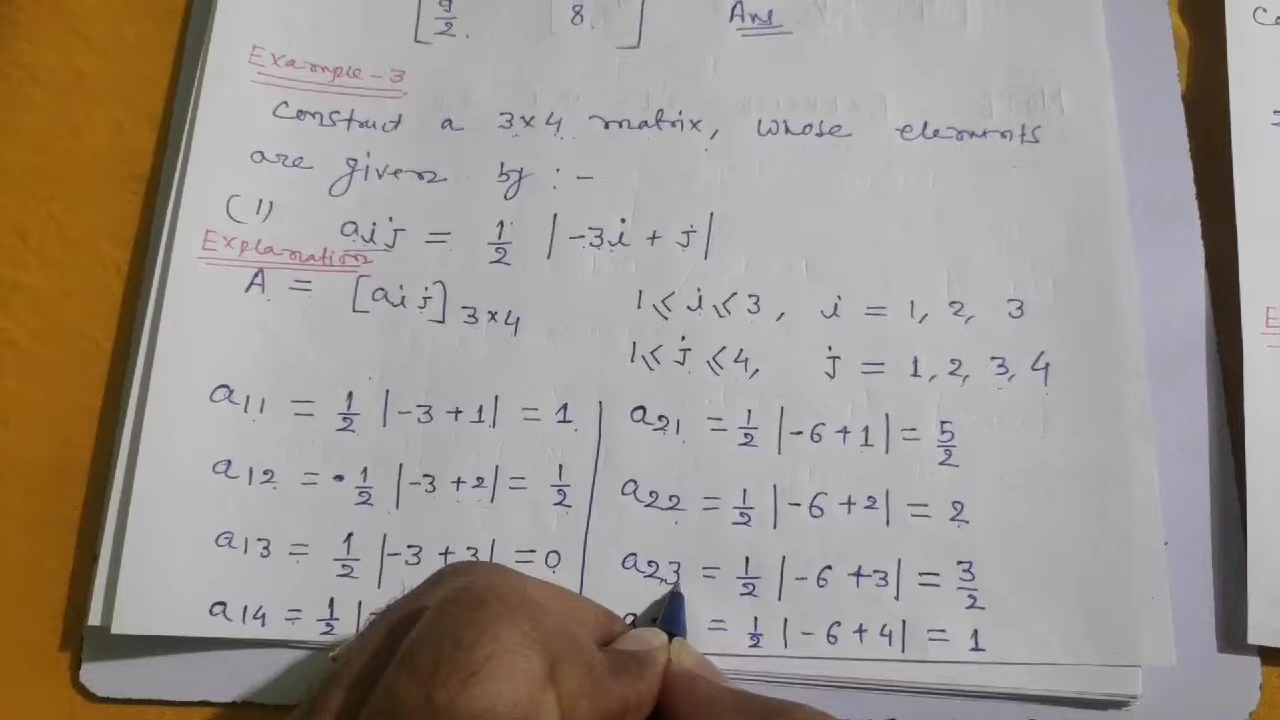 9/2. 8. Ans
Example-3
Construct a 3×4 matrix, whose elements
are given by :-
(1) aij = 1/2 |-3i + j|
Explanation
A = [aij] 3×4 1⩽i⩽3, i = 1, 2, 3
1⩽j⩽4, j = 1, 2, 3, 4
a11 = 1/2 |-3+1| = 1 a21 = 1/2 |-6+1| = 5/2
a12 = 1/2 |-3+2| = 1/2 a22 = 1/2 |-6+2| = 2
a13 = 1/2 |-3+3| = 0 a23 = 1/2 |-6+3| = 3/2
a14 = 1/2 | = 1/2 |-6+4| = 1